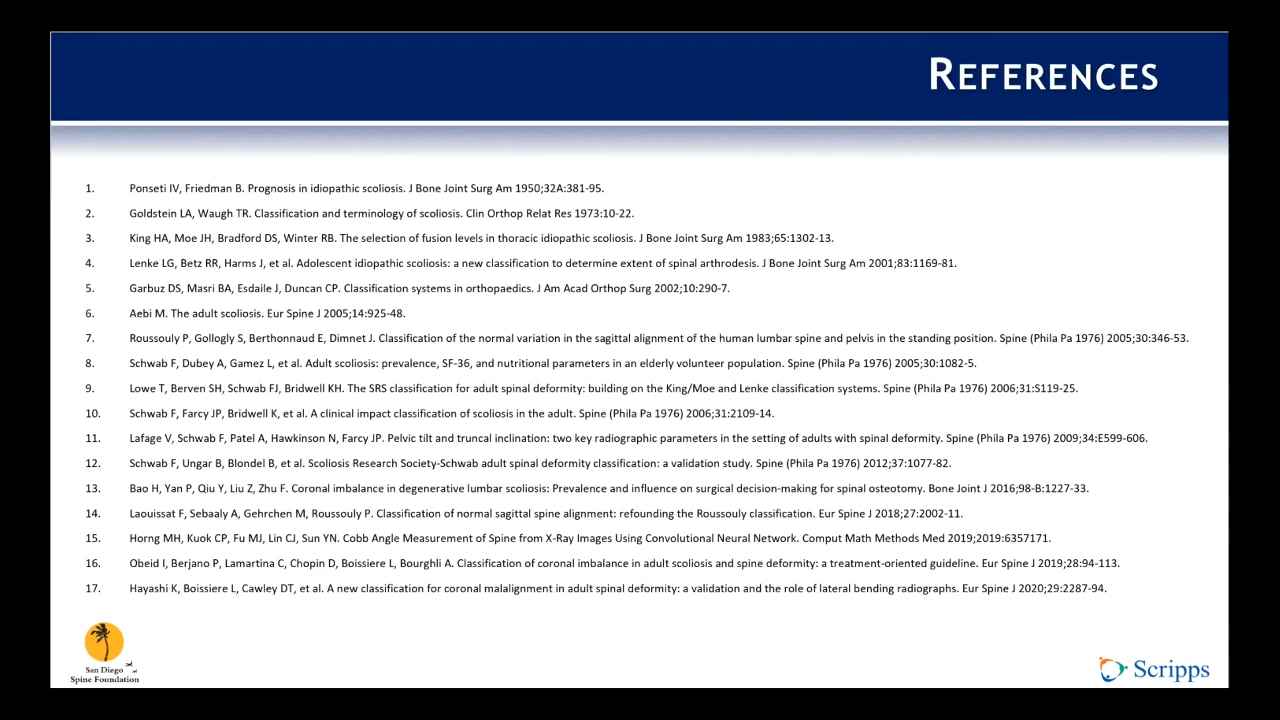 REFERENCES
1. Ponseti IV, Friedman B. Prognosis in idiopathic scoliosis. J Bone Joint Surg Am 1950;32A:381-95.
2. Goldstein LA, Waugh TR. Classification and terminology of scoliosis. Clin Orthop Relat Res 1973:10-22.
3. King HA, Moe JH, Bradford DS, Winter RB. The selection of fusion levels in thoracic idiopathic scoliosis. J Bone Joint Surg Am 1983;65:1302-13.
4. Lenke LG, Betz RR, Harms J, et al. Adolescent idiopathic scoliosis: a new classification to determine extent of spinal arthrodesis. J Bone Joint Surg Am 2001;83:1169-81.
5. Garbuz DS, Masri BA, Esdaile J, Duncan CP. Classification systems in orthopaedics. J Am Acad Orthop Surg 2002;10:290-7.
6. Aebi M. The adult scoliosis. Eur Spine J 2005;14:925-48.
7. Roussouly P, Gollogly S, Berthonnaud E, Dimnet J. Classification of the normal variation in the sagittal alignment of the human lumbar spine and pelvis in the standing position. Spine (Phila Pa 1976) 2005;30:346-53.
8. Schwab F, Dubey A, Gamez L, et al. Adult scoliosis: prevalence, SF-36, and nutritional parameters in an elderly volunteer population. Spine (Phila Pa 1976) 2005;30:1082-5.
9. Lowe T, Berven SH, Schwab FJ, Bridwell KH. The SRS classification for adult spinal deformity: building on the King/Moe and Lenke classification systems. Spine (Phila Pa 1976) 2006;31:S119-25.
10. Schwab F, Farcy JP, Bridwell K, et al. A clinical impact classification of scoliosis in the adult. Spine (Phila Pa 1976) 2006;31:2109-14.
11. Lafage V, Schwab F, Patel A, Hawkinson N, Farcy JP. Pelvic tilt and truncal inclination: two key radiographic parameters in the setting of adults with spinal deformity. Spine (Phila Pa 1976) 2009;34:E599-606.
12. Schwab F, Ungar B, Blondel B, et al. Scoliosis Research Society-Schwab adult spinal deformity classification: a validation study. Spine (Phila Pa 1976) 2012;37:1077-82.
13. Bao H, Yan P, Qiu Y, Liu Z, Zhu F. Coronal imbalance in degenerative lumbar scoliosis: Prevalence and influence on surgical decision-making for spinal osteotomy. Bone Joint J 2016;98-B:1227-33.
14. Laouissat F, Sebaaly A, Gehrchen M, Roussouly P. Classification of normal sagittal spine alignment: refounding the Roussouly classification. Eur Spine J 2018;27:2002-11.
15. Horng MH, Kuok CP, Fu MJ, Lin CJ, Sun YN. Cobb Angle Measurement of Spine from X-Ray Images Using Convolutional Neural Network. Comput Math Methods Med 2019;2019:6357171.
16. Obeid I, Berjano P, Lamartina C, Chopin D, Boissiere L, Bourghli A. Classification of coronal imbalance in adult scoliosis and spine deformity: a treatment-oriented guideline. Eur Spine J 2019;28:94-113.
17. Hayashi K, Boissiere L, Cawley DT, et al. A new classification for coronal malalignment in adult spinal deformity: a validation and the role of lateral bending radiographs. Eur Spine J 2020;29:2287-94.
San Diego
Spine Foundation
Scripps